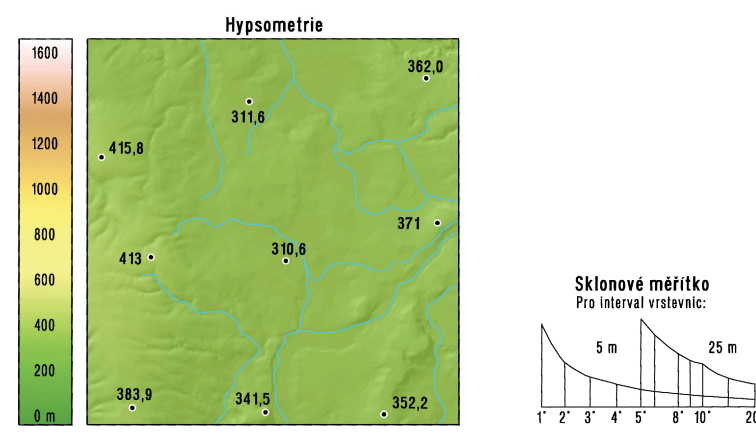 Hypsometrie
1600
1400
1200
1000
800
600
400
200
0 m
362,0
311,6
415,8
371
413
310,6
383,9
341,5
352,2
Sklonové měřítko
Pro interval vrstevnic:
5 m 25 m
1° 2° 3° 4° 5° 8° 10° 20